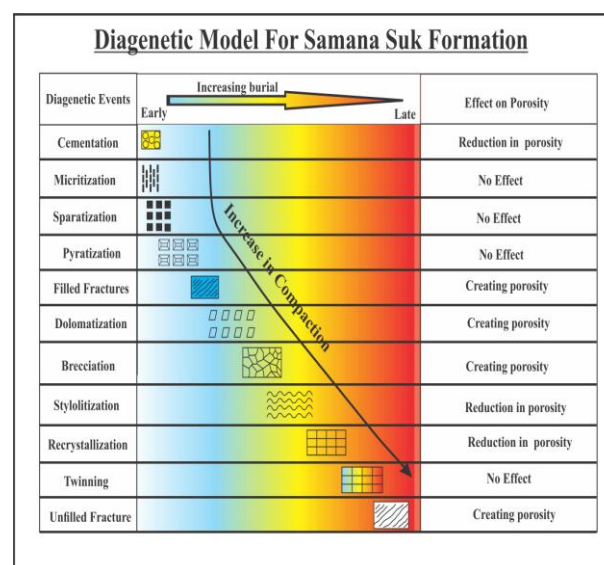 Diagenetic Model For Samana Suk Formation
Diagenetic Events
Increasing burial
Early
Late
Effect on Porosity
Cementation
Reduction in porosity
Micritization
No Effect
Sparatization
No Effect
Pyratization
No Effect
Filled Fractures
Creating porosity
Dolomatization
Creating porosity
Brecciation
Creating porosity
Stylolitization
Reduction in porosity
Recrystallization
Reduction in porosity
Twinning
No Effect
Unfilled Fracture
Creating porosity
Increase in Compaction